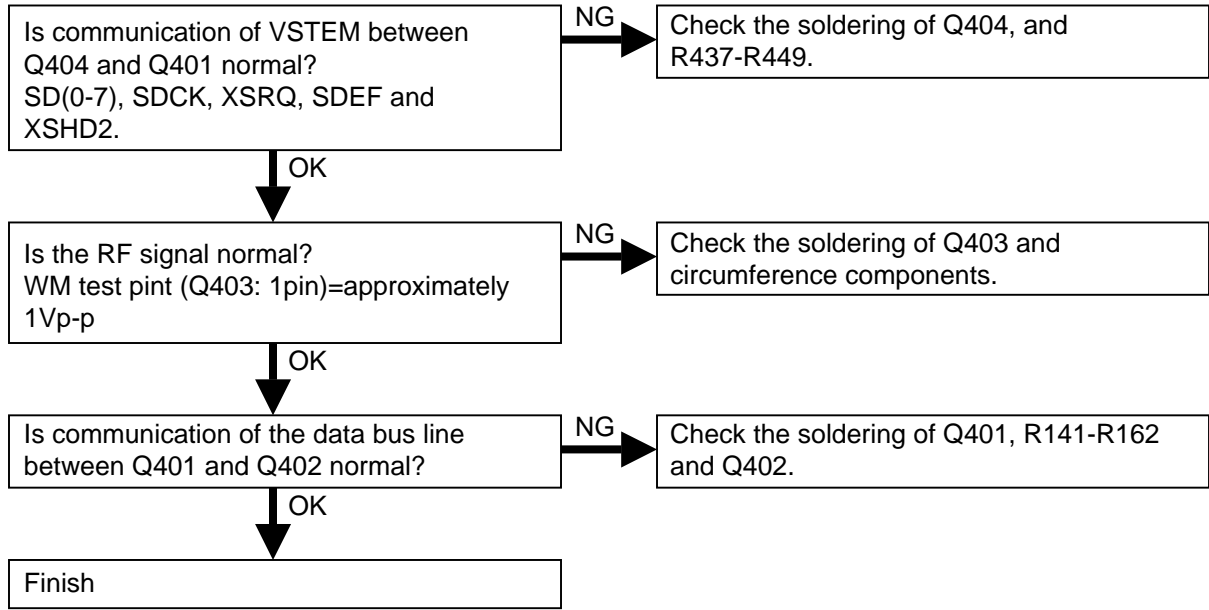 Is communication of VSTEM between
Q404 and Q401 normal?
SD(0-7), SDCK, XSRQ, SDEF and
XSHD2.
NG
Check the soldering of Q404, and
R437-R449.
OK
Is the RF signal normal?
WM test pint (Q403: 1pin)=approximately
1Vp-p
NG
Check the soldering of Q403 and
circumference components.
OK
Is communication of the data bus line
between Q401 and Q402 normal?
NG
Check the soldering of Q401, R141-R162
and Q402.
OK
Finish